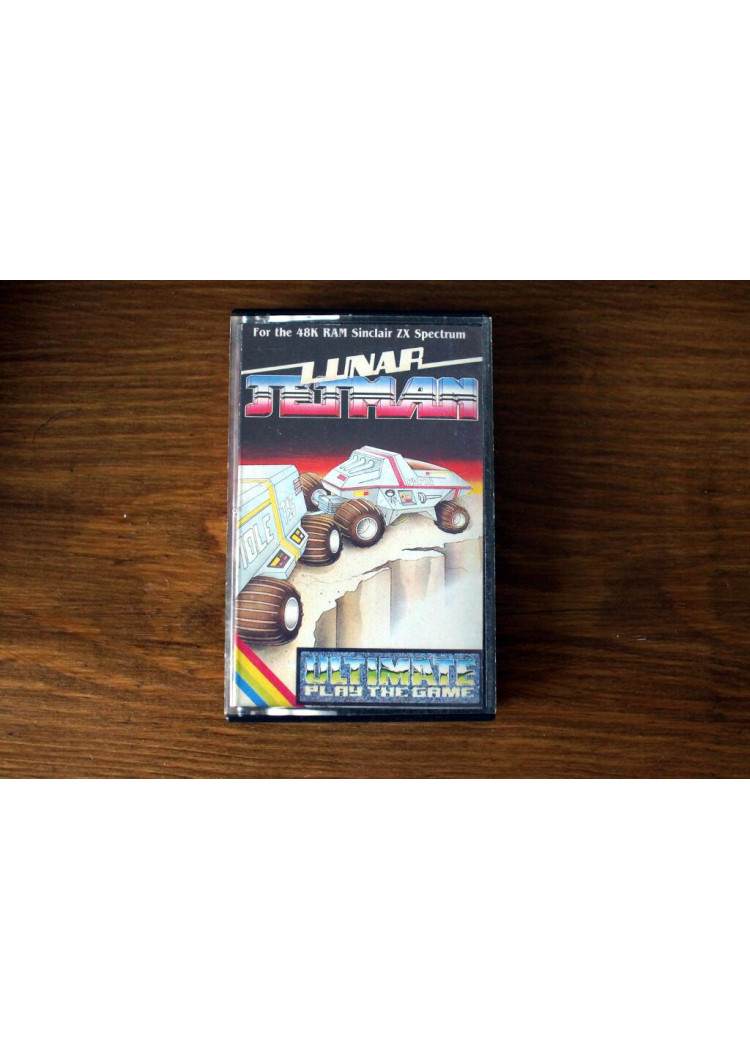 For the 48K RAM Sinclair ZX Spectrum
LUNAR
JETMAN
ULTIMATE
PLAY THE GAME